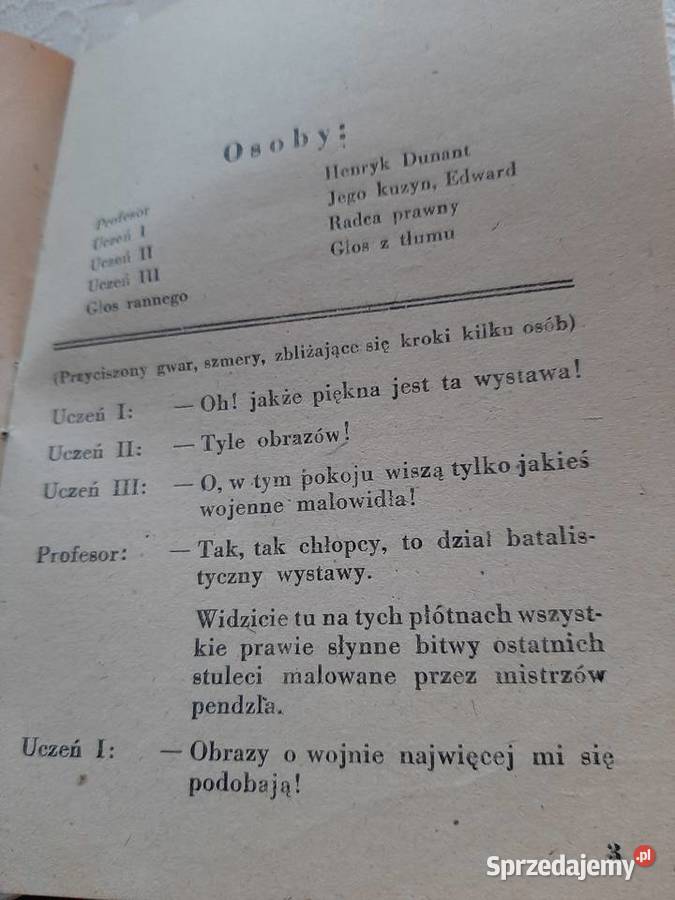 Osoby:
Profesor
Uczeń I
Uczeń II
Uczeń III
Głos rannego
Henryk Dunant
Jego kuzyn, Edward
Radca prawny
Głos z tłumu
(Przyciszony gwar, szmery, zbliżające się kroki kilku osób)
Uczeń I: — Oh! jakże piękna jest ta wystawa!
Uczeń II: — Tyle obrazów!
Uczeń III: — O, w tym pokoju wiszą tylko jakieś
wojenne malowidła!
Profesor: — Tak, tak chłopcy, to dział batalis-
tyczny wystawy.
Widzicie tu na tych płótnach wszyst-
kie prawie słynne bitwy ostatnich
stuleci malowane przez mistrzów
pendzla.
Uczeń I: — Obrazy o wojnie najwięcej mi się
podobają!
3
Sprzedajemy.pl